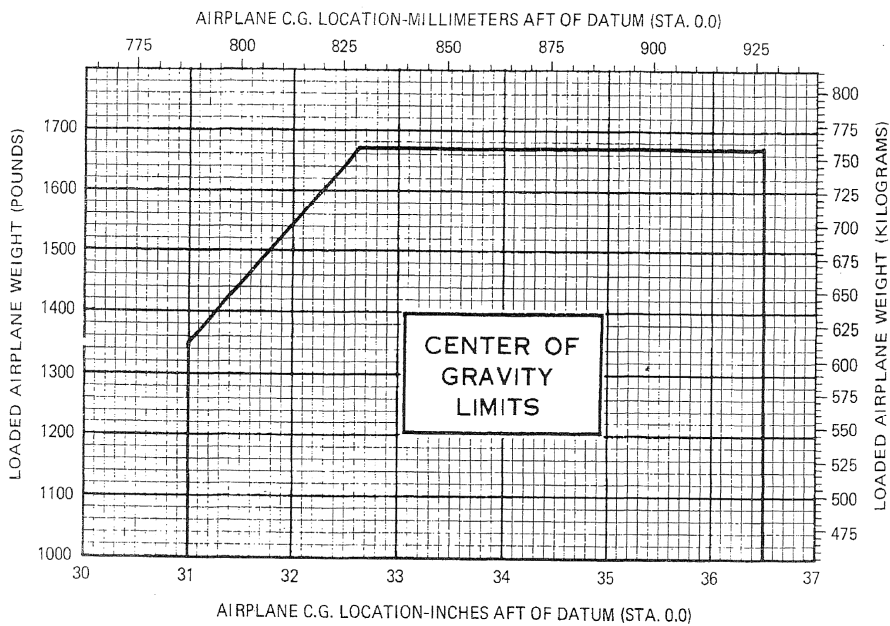 AIRPLANE C.G. LOCATION-MILLIMETERS AFT OF DATUM (STA. 0.0)
775 800 825 850 875 900 925
LOADED AIRPLANE WEIGHT (POUNDS)
1700
1600
1500
1400
1300
1200
1100
1000
CENTER OF
GRAVITY
LIMITS
800
775
750
725
700
675
650
625
600
575
550
525
500
475
LOADED AIRPLANE WEIGHT (KILOGRAMS)
30 31 32 33 34 35 36 37
AIRPLANE C.G. LOCATION-INCHES AFT OF DATUM (STA. 0.0)